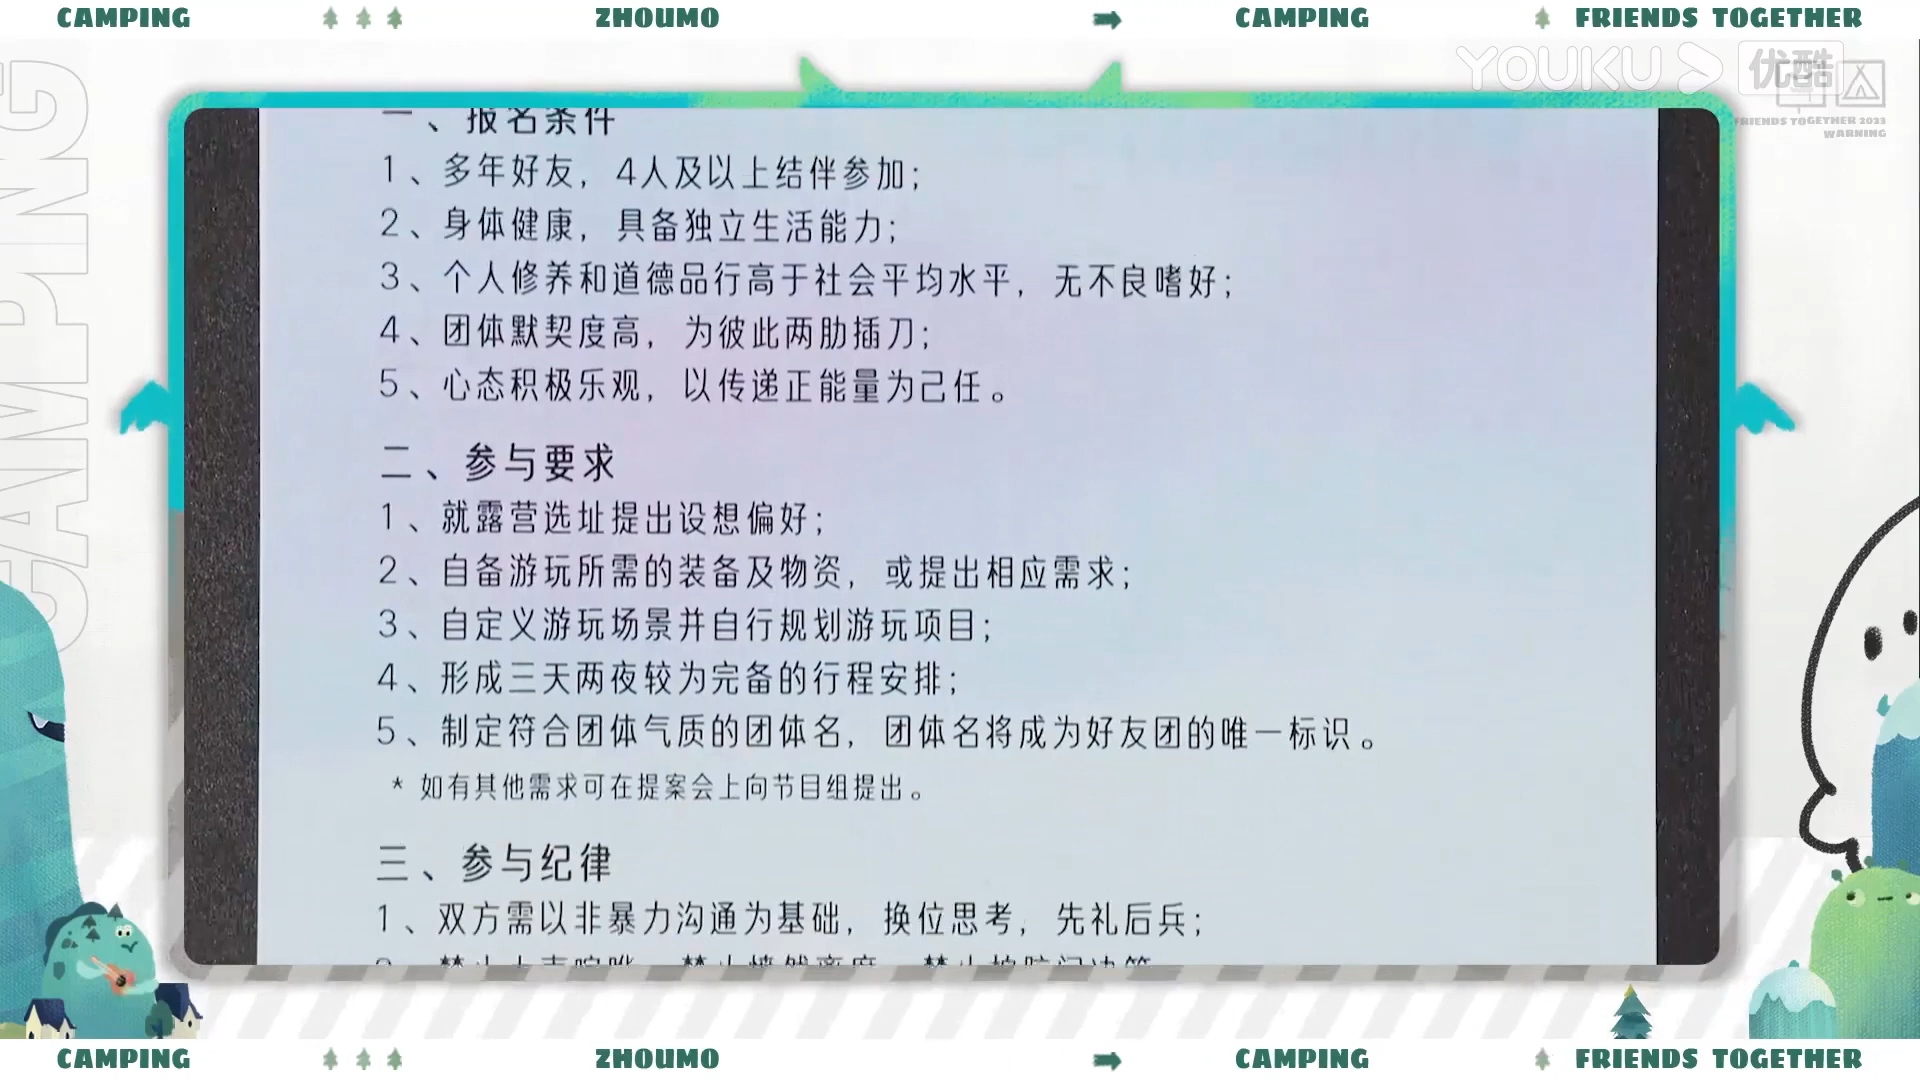 CAMPING ZHOUMO CAMPING FRIENDS TOGETHER
YOUKU 优酷
FRIENDS TOGETHER 2023
WARNING
CAMPING
一、报名条件
1、多年好友，4人及以上结伴参加；
2、身体健康，具备独立生活能力；
3、个人修养和道德品行高于社会平均水平，无不良嗜好；
4、团体默契度高，为彼此两肋插刀；
5、心态积极乐观，以传递正能量为己任。
二、参与要求
1、就露营选址提出设想偏好；
2、自备游玩所需的装备及物资，或提出相应需求；
3、自定义游玩场景并自行规划游玩项目；
4、形成三天两夜较为完备的行程安排；
5、制定符合团体气质的团体名，团体名将成为好友团的唯一标识。
* 如有其他需求可在提案会上向节目组提出。
三、参与纪律
1、双方需以非暴力沟通为基础，换位思考，先礼后兵；
CAMPING ZHOUMO CAMPING FRIENDS TOGETHER